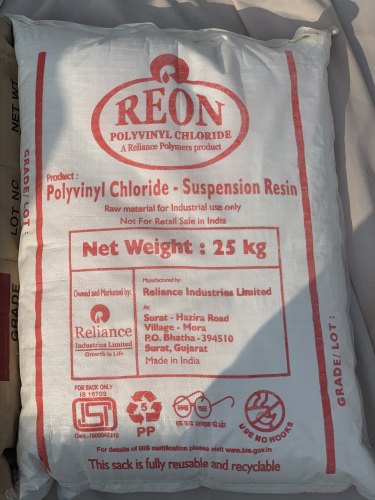 REON
POLYVINYL CHLORIDE
A Reliance Polymers product
Product :
Polyvinyl Chloride - Suspension Resin
Raw material for Industrial use only
Not For Retail Sale in India
Net Weight : 25 kg
Owned and Marketed by:
Reliance
Industries Limited
Growth is Life
Manufactured by:
Reliance Industries Limited
At:
Surat - Hazira Road
Village - Mora
P.O. Bhatha - 394510
Surat, Gujarat
Made in India
FOR SACK ONLY
IS 16703
5
PP
USE NO HOOKS
For details of BIS certification please visit www.bis.gov.in
This sack is fully reusable and recyclable
GRADE/ LOT :
GRADE/ LOT
LOT NO
NET WT
GRADE